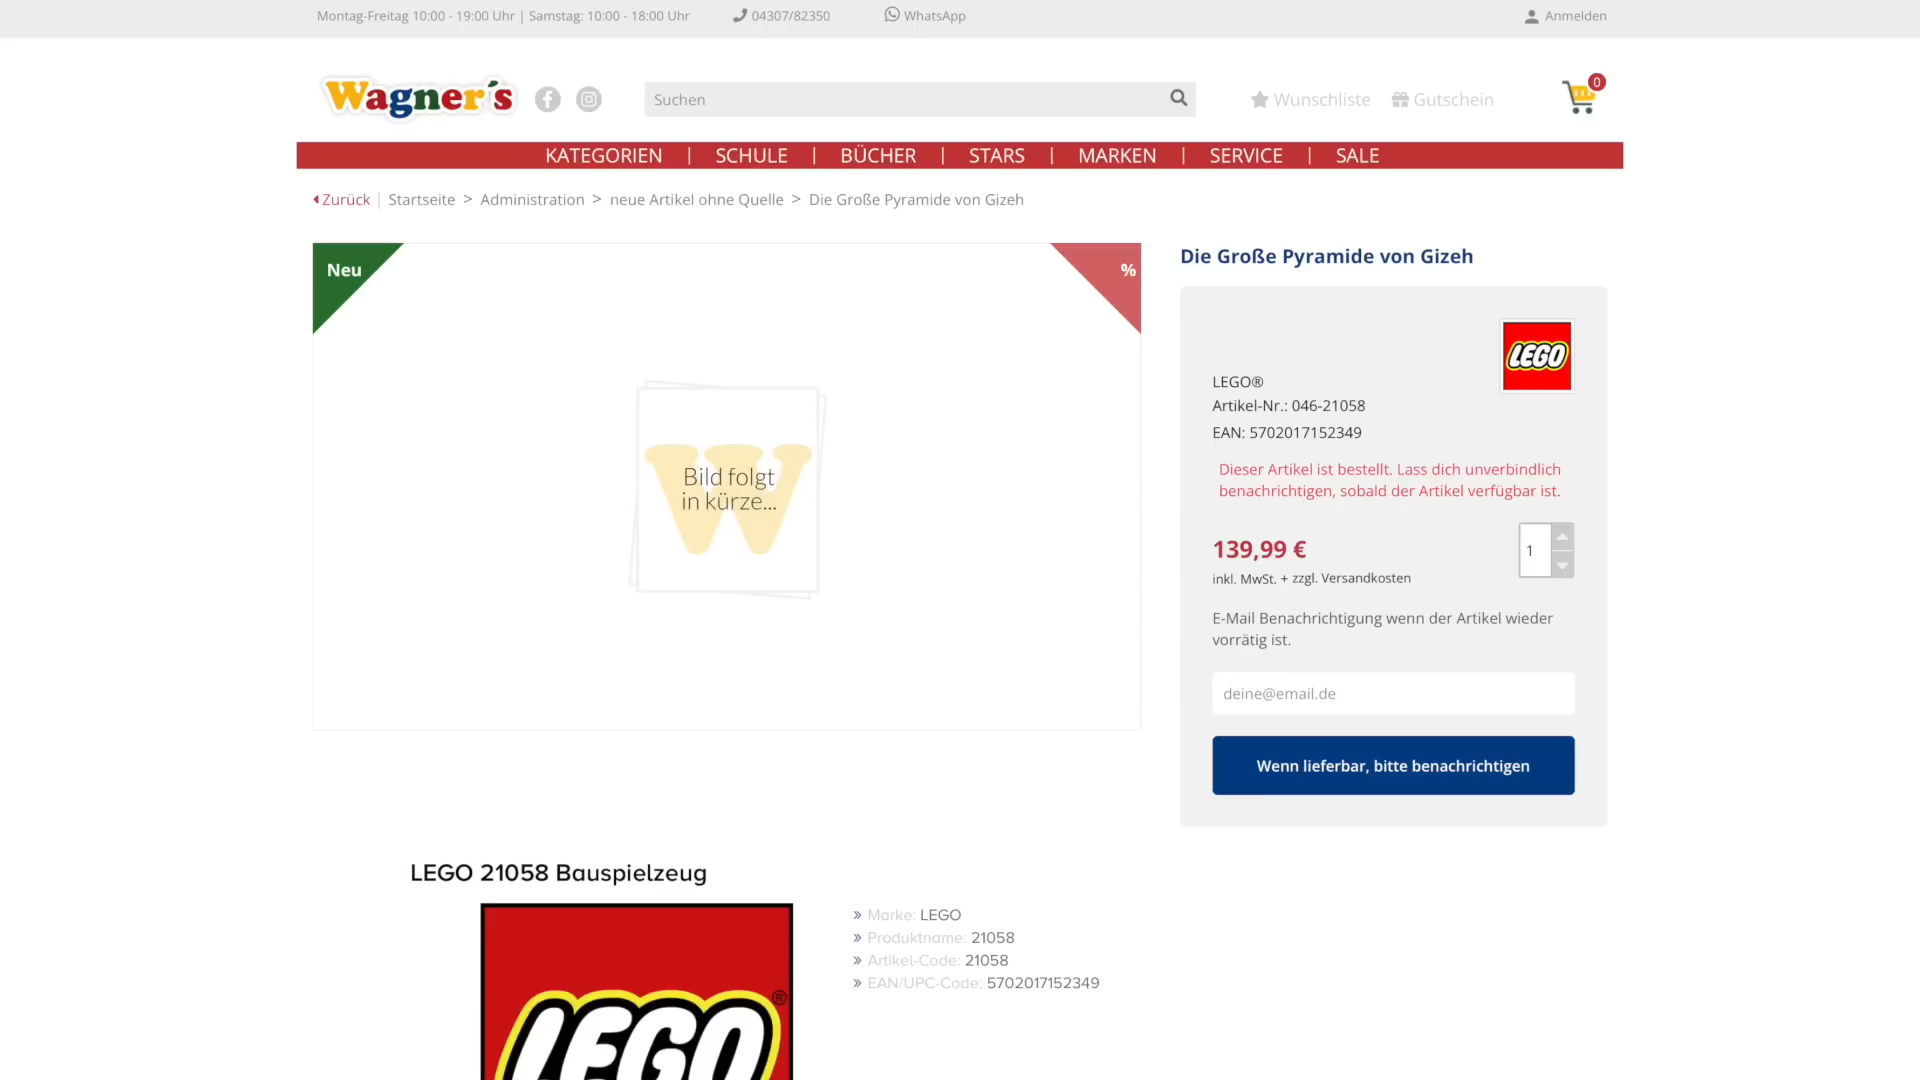 Montag-Freitag 10:00 - 19:00 Uhr | Samstag: 10:00 - 18:00 Uhr
04307/82350
WhatsApp
Anmelden
Wagner's
Suchen
Wunschliste
Gutschein
0
KATEGORIEN | SCHULE | BÜCHER | STARS | MARKEN | SERVICE | SALE
Zurück | Startseite > Administration > neue Artikel ohne Quelle > Die Große Pyramide von Gizeh
Neu
%
W
Bild folgt
in kürze...
Die Große Pyramide von Gizeh
LEGO
LEGO®
Artikel-Nr.: 046-21058
EAN: 5702017152349
Dieser Artikel ist bestellt. Lass dich unverbindlich
benachrichtigen, sobald der Artikel verfügbar ist.
139,99 €
1
inkl. MwSt. + zzgl. Versandkosten
E-Mail Benachrichtigung wenn der Artikel wieder
vorrätig ist.
deine@email.de
Wenn lieferbar, bitte benachrichtigen
LEGO 21058 Bauspielzeug
LEGO ®
» Marke: LEGO
» Produktname: 21058
» Artikel-Code: 21058
» EAN/UPC-Code: 5702017152349